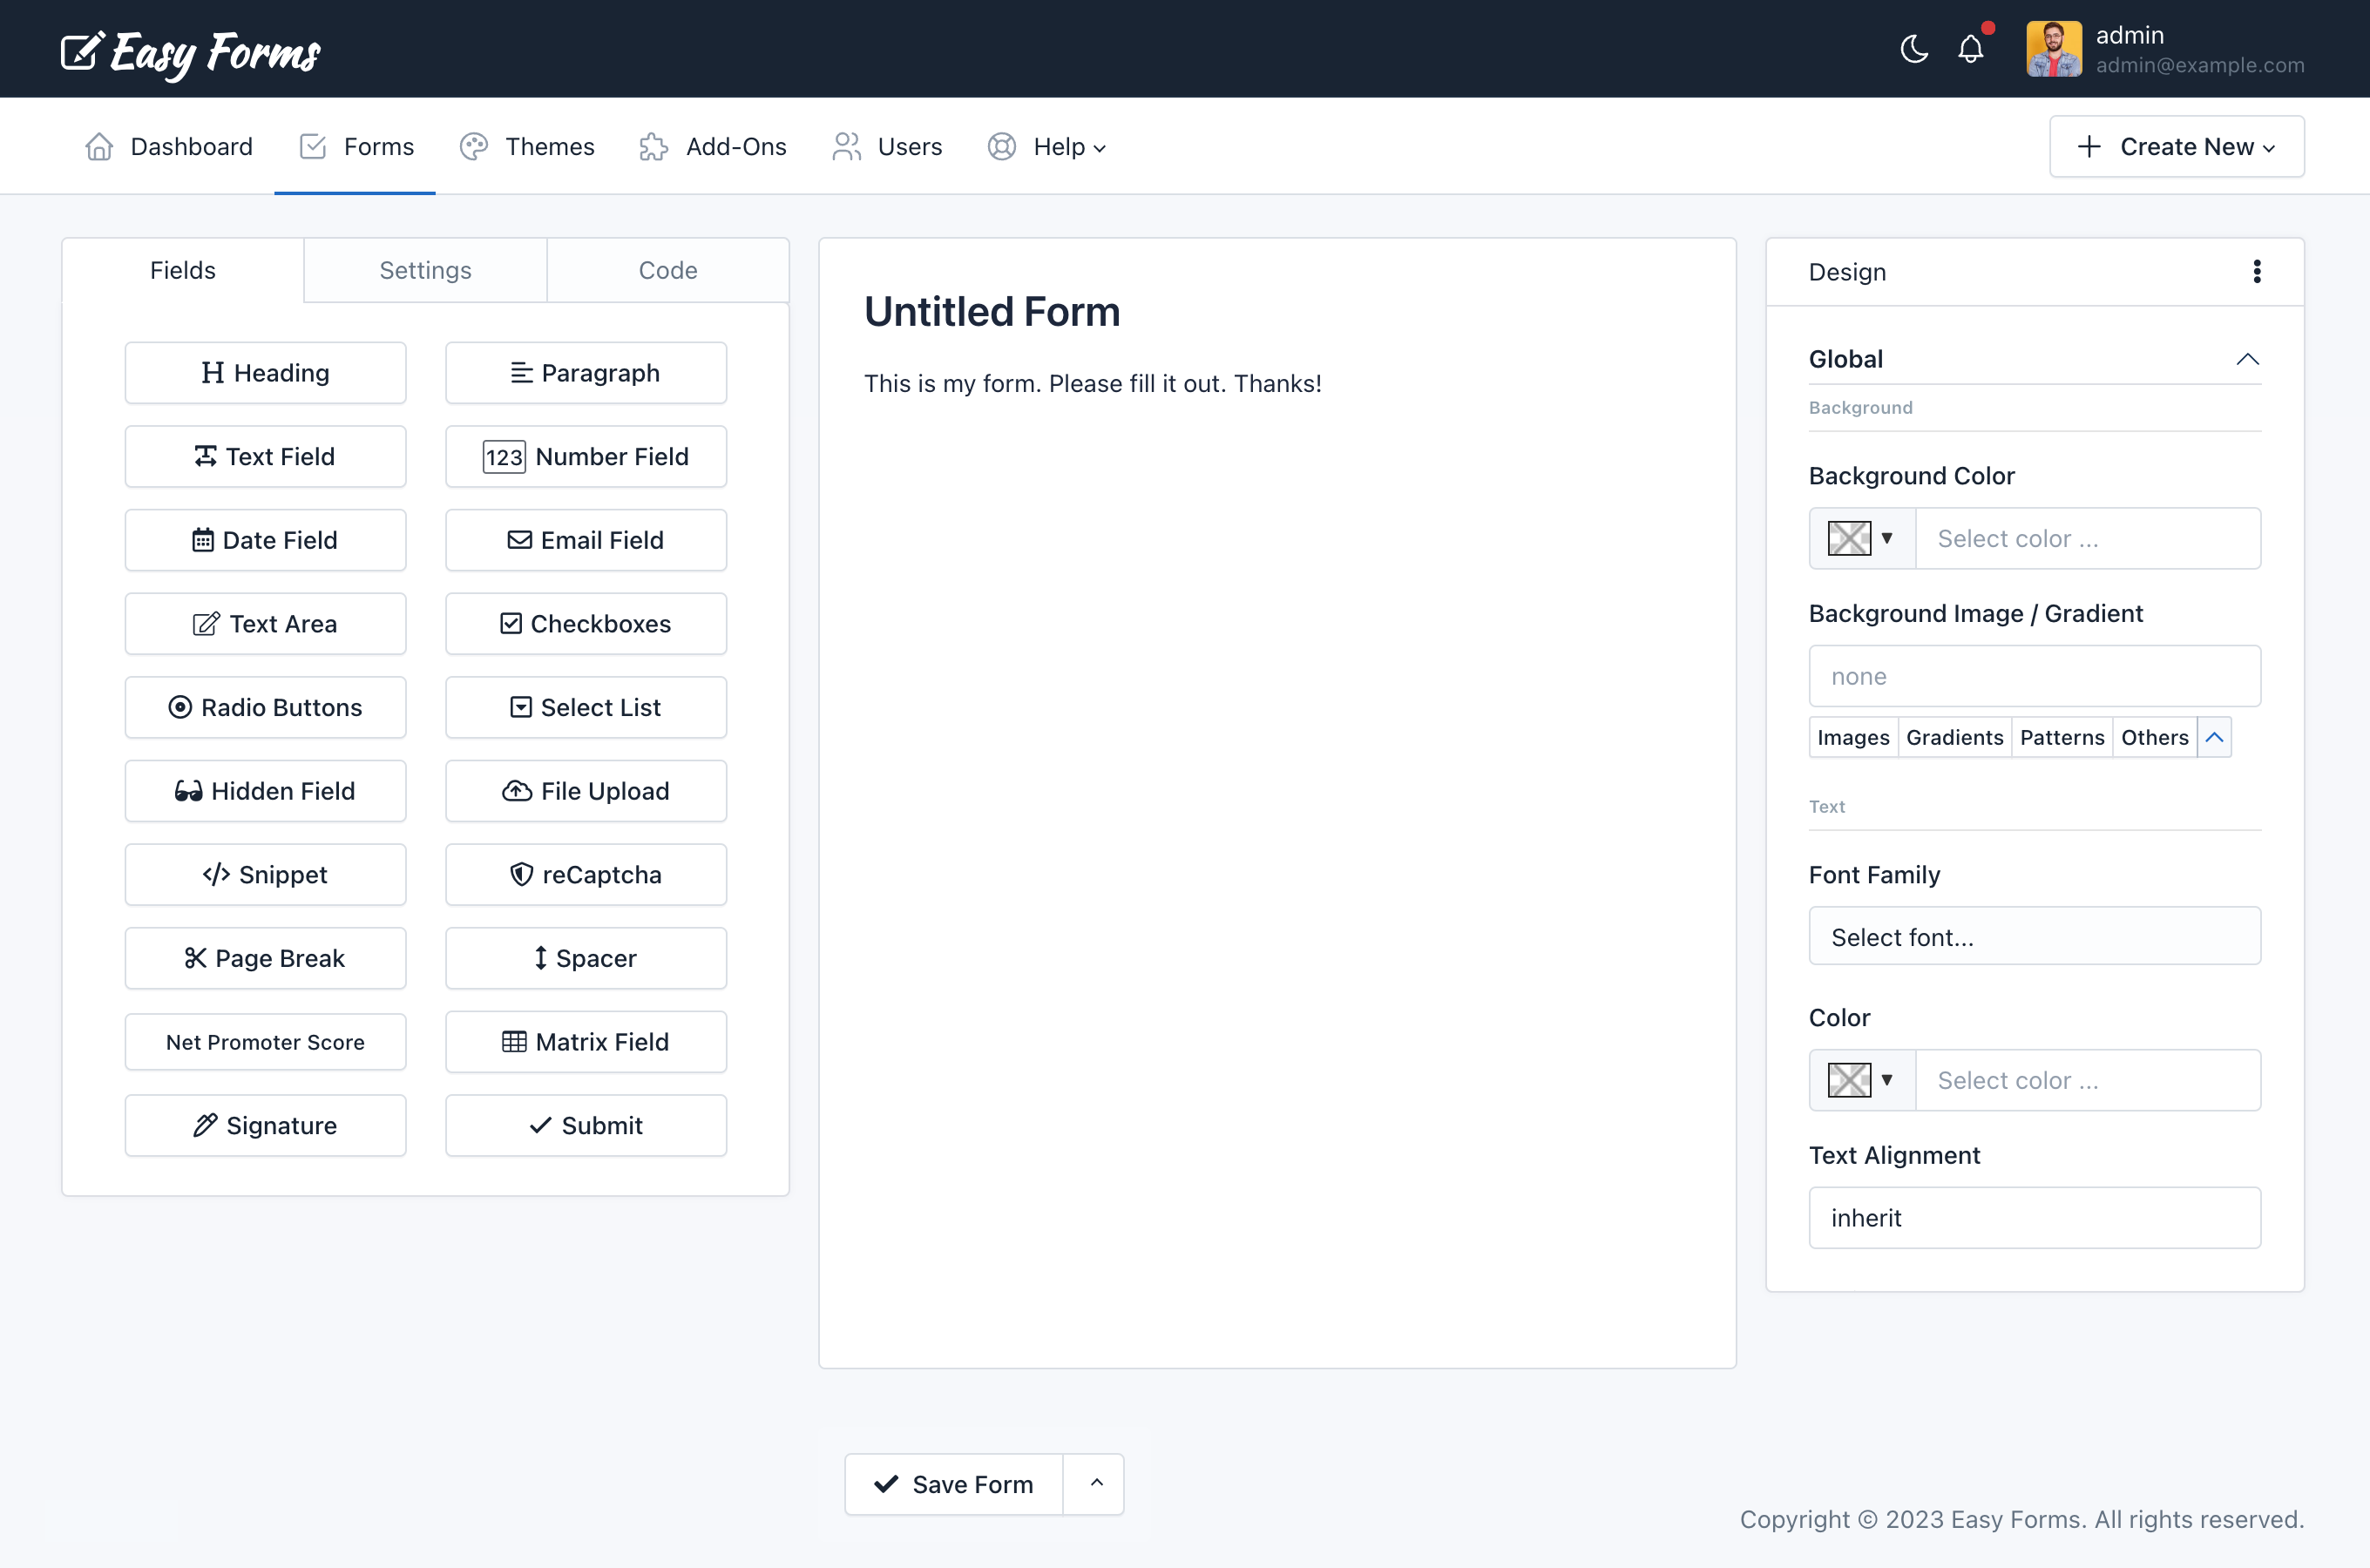 Easy Forms
admin
admin@example.com
Dashboard
Forms
Themes
Add-Ons
Users
Help
Create New
Fields
Settings
Code
Heading
Paragraph
Text Field
123 Number Field
Date Field
Email Field
Text Area
Checkboxes
Radio Buttons
Select List
Hidden Field
File Upload
Snippet
reCaptcha
Page Break
Spacer
Net Promoter Score
Matrix Field
Signature
Submit
Untitled Form
This is my form. Please fill it out. Thanks!
Save Form
Design
Global
Background
Background Color
Select color ...
Background Image / Gradient
none
Images
Gradients
Patterns
Others
Text
Font Family
Select font...
Color
Select color ...
Text Alignment
inherit
Copyright © 2023 Easy Forms. All rights reserved.